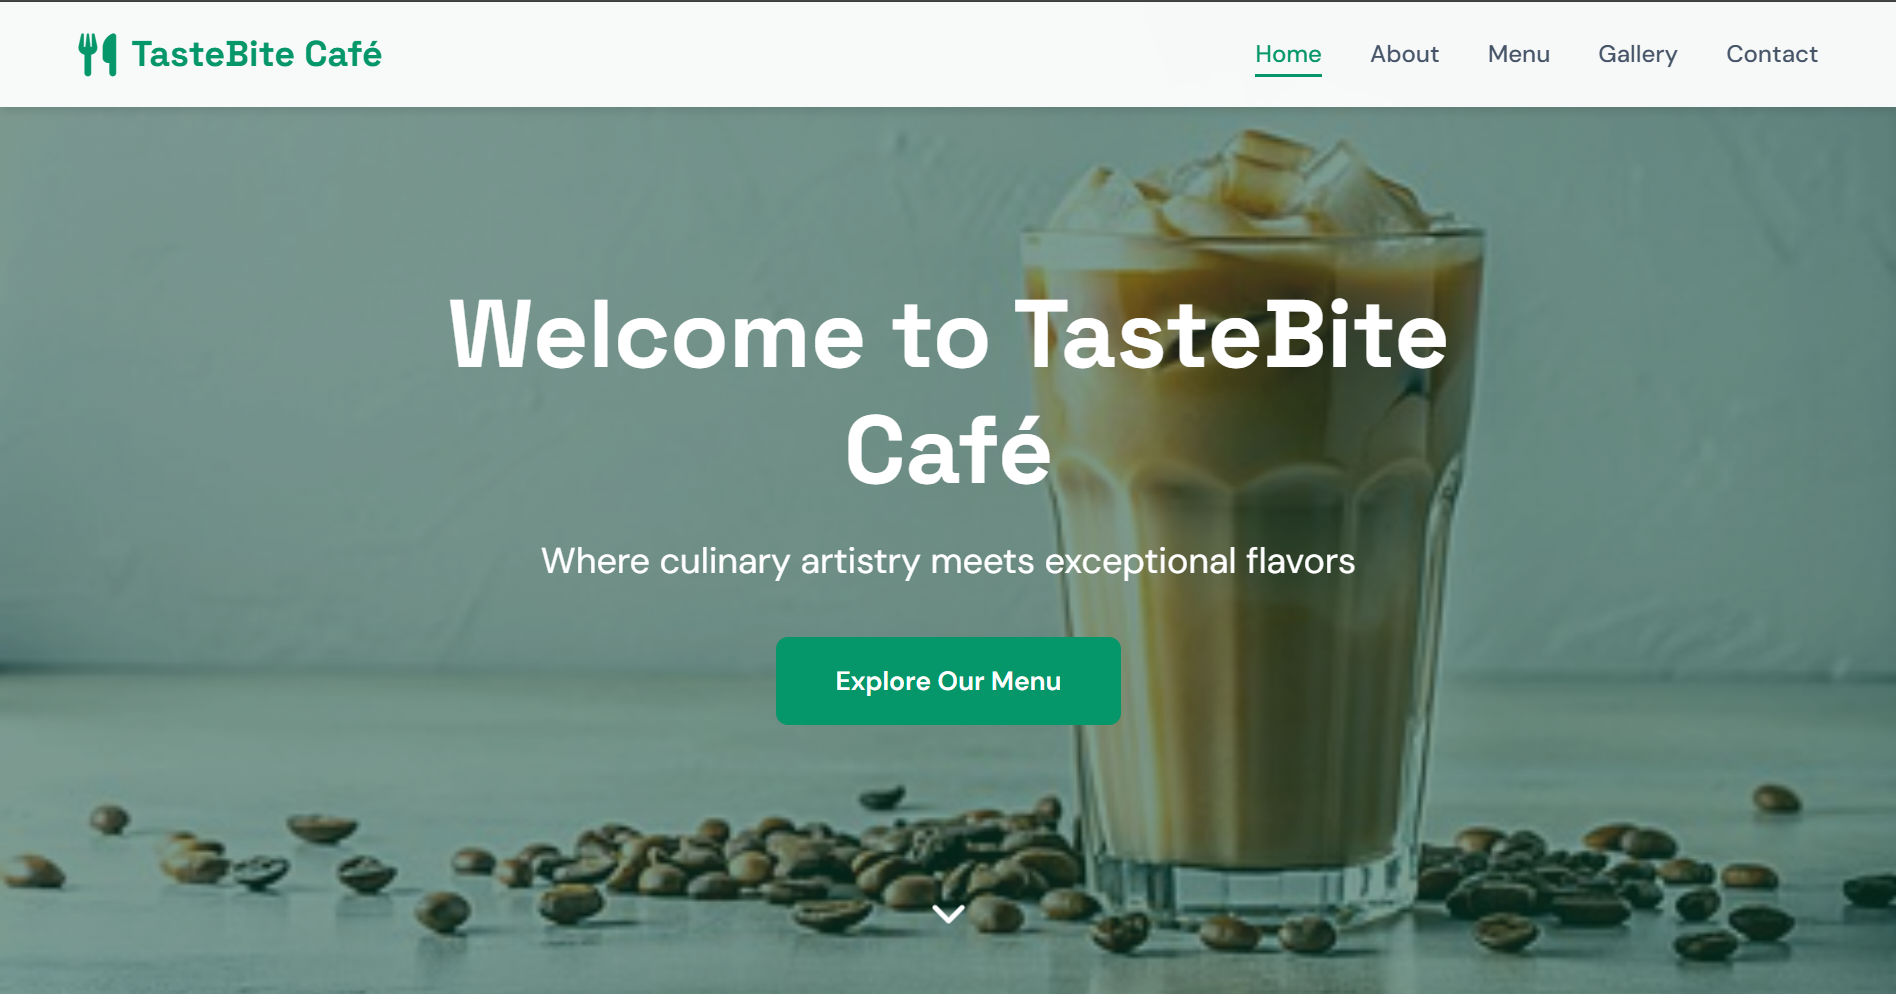 TasteBite Café
Home About Menu Gallery Contact
Welcome to TasteBite
Café
Where culinary artistry meets exceptional flavors
Explore Our Menu